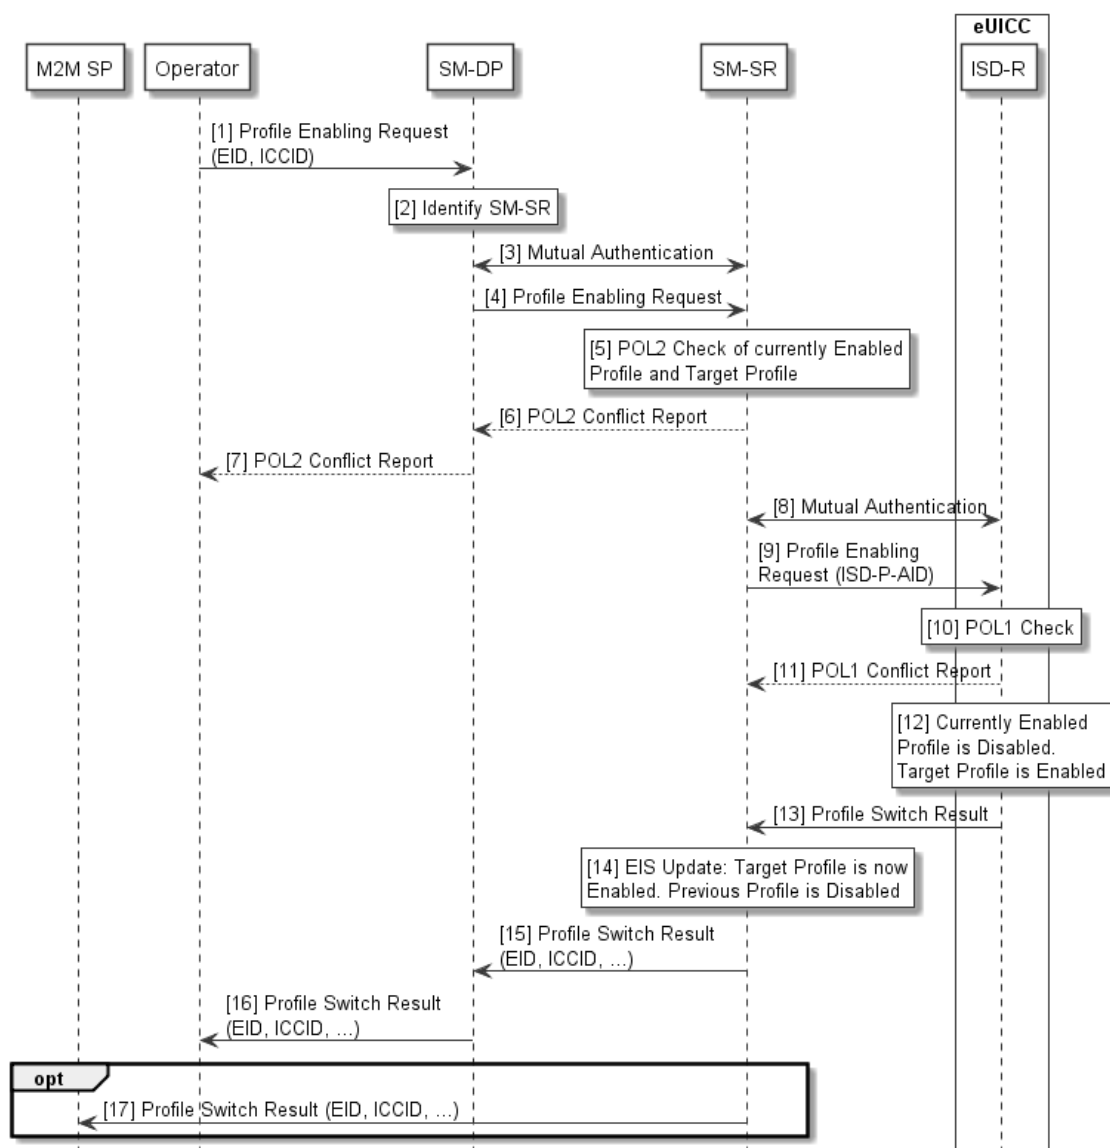 eUICC
M2M SP
Operator
SM-DP
SM-SR
ISD-R
[1] Profile Enabling Request
(EID, ICCID)
[2] Identify SM-SR
[3] Mutual Authentication
[4] Profile Enabling Request
[5] POL2 Check of currently Enabled
Profile and Target Profile
[6] POL2 Conflict Report
[7] POL2 Conflict Report
[8] Mutual Authentication
[9] Profile Enabling
Request (ISD-P-AID)
[10] POL1 Check
[11] POL1 Conflict Report
[12] Currently Enabled
Profile is Disabled.
Target Profile is Enabled
[13] Profile Switch Result
[14] EIS Update: Target Profile is now
Enabled. Previous Profile is Disabled
[15] Profile Switch Result
(EID, ICCID, ...)
[16] Profile Switch Result
(EID, ICCID, ...)
opt
[17] Profile Switch Result (EID, ICCID, ...)